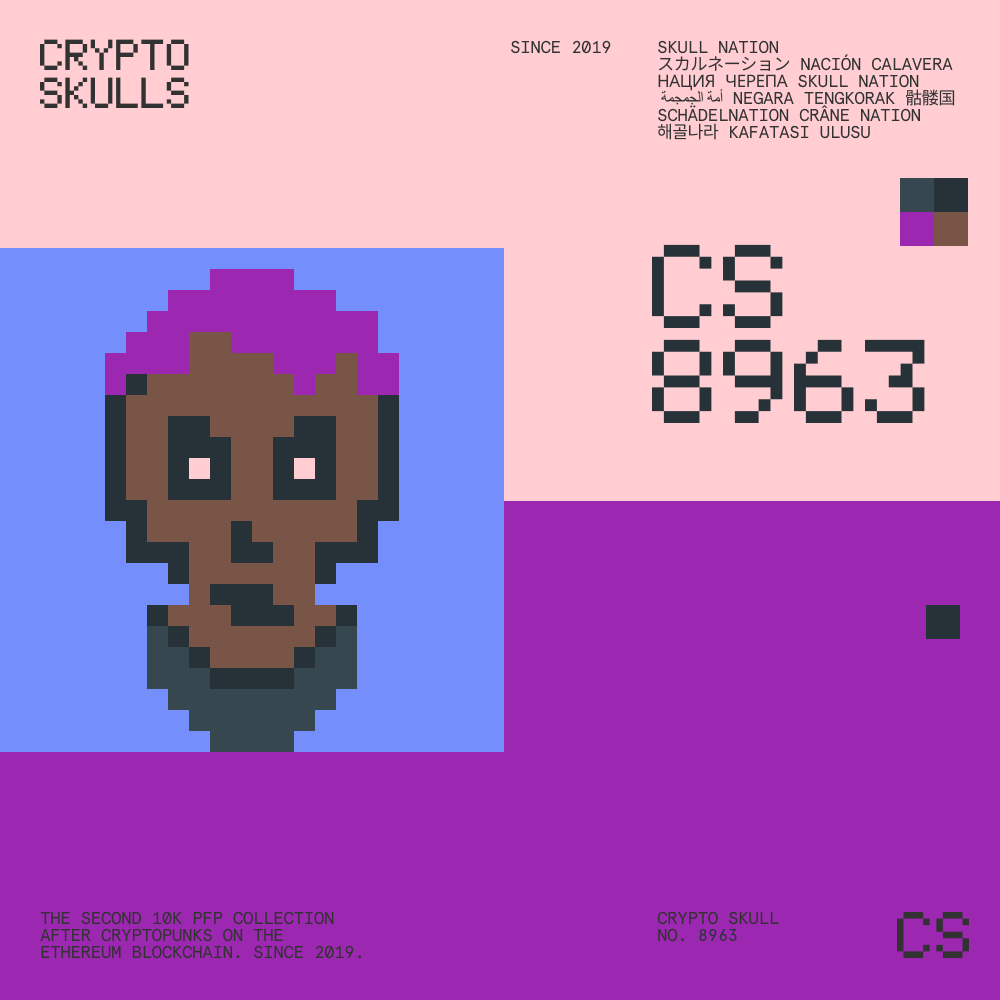 CRYPTO
SKULLS
SINCE 2019
SKULL NATION
スカルネーション NACIÓN CALAVERA
НАЦИЯ ЧЕРЕПА SKULL NATION
أمة الجمجمة NEGARA TENGKORAK 骷髅国
SCHÄDELNATION CRÂNE NATION
해골나라 KAFATASI ULUSU
CS
8963
THE SECOND 10K PFP COLLECTION
AFTER CRYPTOPUNKS ON THE
ETHEREUM BLOCKCHAIN. SINCE 2019.
CRYPTO SKULL
NO. 8963
CS